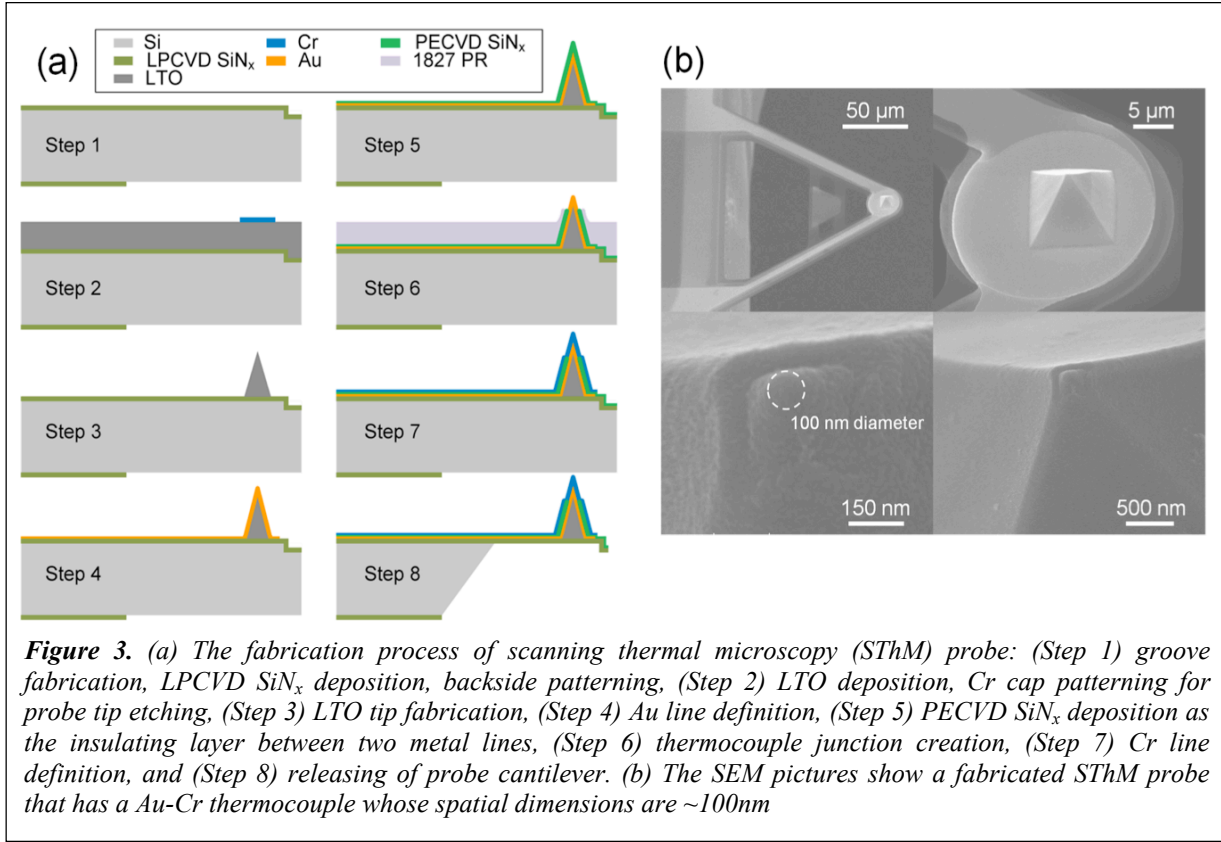 (a)
Si
Cr
PECVD SiNₓ
LPCVD SiNₓ
Au
1827 PR
LTO
Step 1
Step 5
Step 2
Step 6
Step 3
Step 7
Step 4
Step 8
(b)
50 μm
5 μm
100 nm diameter
150 nm
500 nm
Figure 3. (a) The fabrication process of scanning thermal microscopy (SThM) probe: (Step 1) groove
fabrication, LPCVD SiNₓ deposition, backside patterning, (Step 2) LTO deposition, Cr cap patterning for
probe tip etching, (Step 3) LTO tip fabrication, (Step 4) Au line definition, (Step 5) PECVD SiNₓ deposition as
the insulating layer between two metal lines, (Step 6) thermocouple junction creation, (Step 7) Cr line
definition, and (Step 8) releasing of probe cantilever. (b) The SEM pictures show a fabricated SThM probe
that has a Au-Cr thermocouple whose spatial dimensions are ~100nm